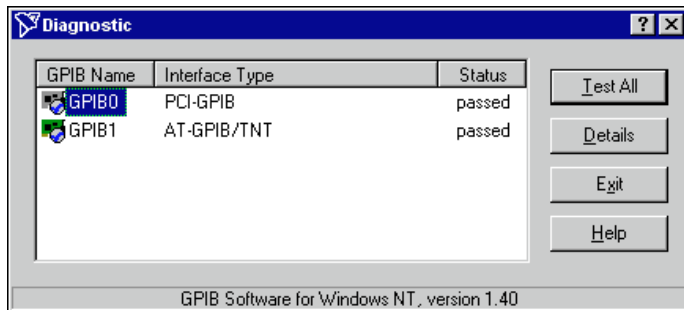 Diagnostic
GPIB Name Interface Type Status
GPIB0 PCI-GPIB passed
GPIB1 AT-GPIB/TNT passed
Test All
Details
Exit
Help
GPIB Software for Windows NT, version 1.40